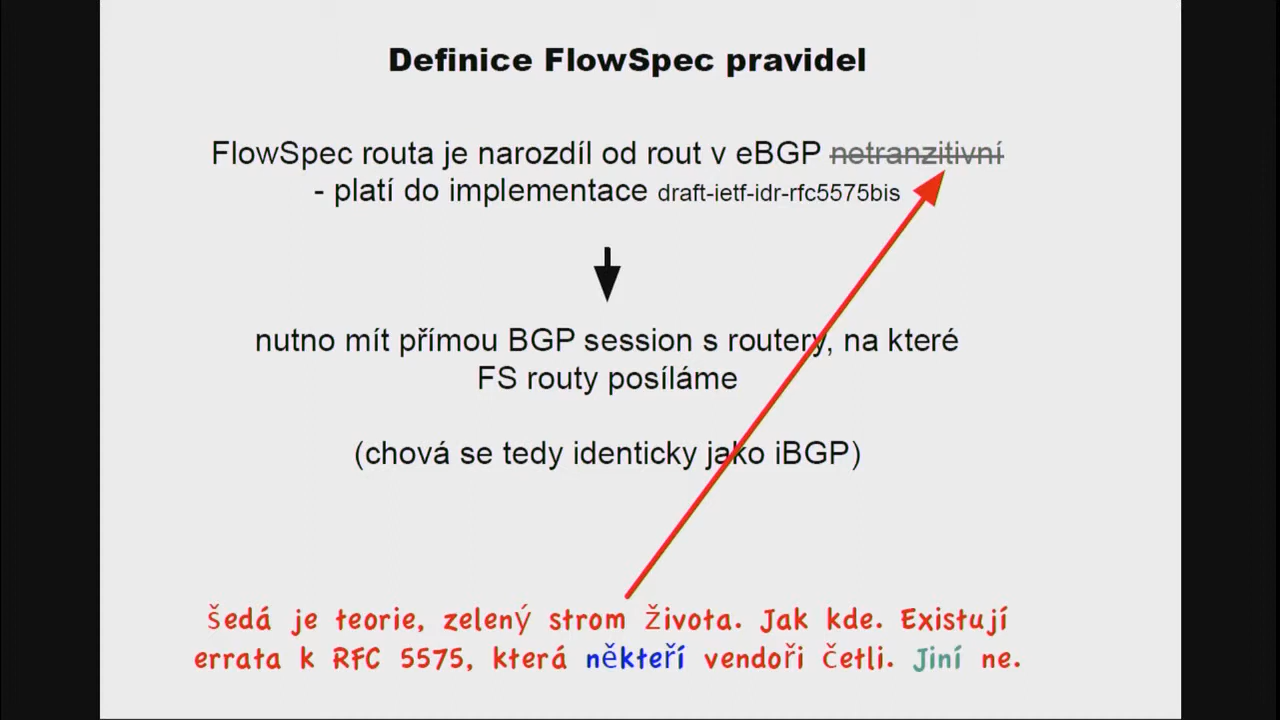 Definice FlowSpec pravidel
FlowSpec routa je narozdíl od rout v eBGP netranzitivní
- platí do implementace draft-ietf-idr-rfc5575bis
nutno mít přímou BGP session s routery, na které
FS routy posíláme
(chová se tedy identicky jako iBGP)
šedá je teorie, zelený strom života. Jak kde. Existují
errata k RFC 5575, která někteří vendoři četli. Jiní ne.